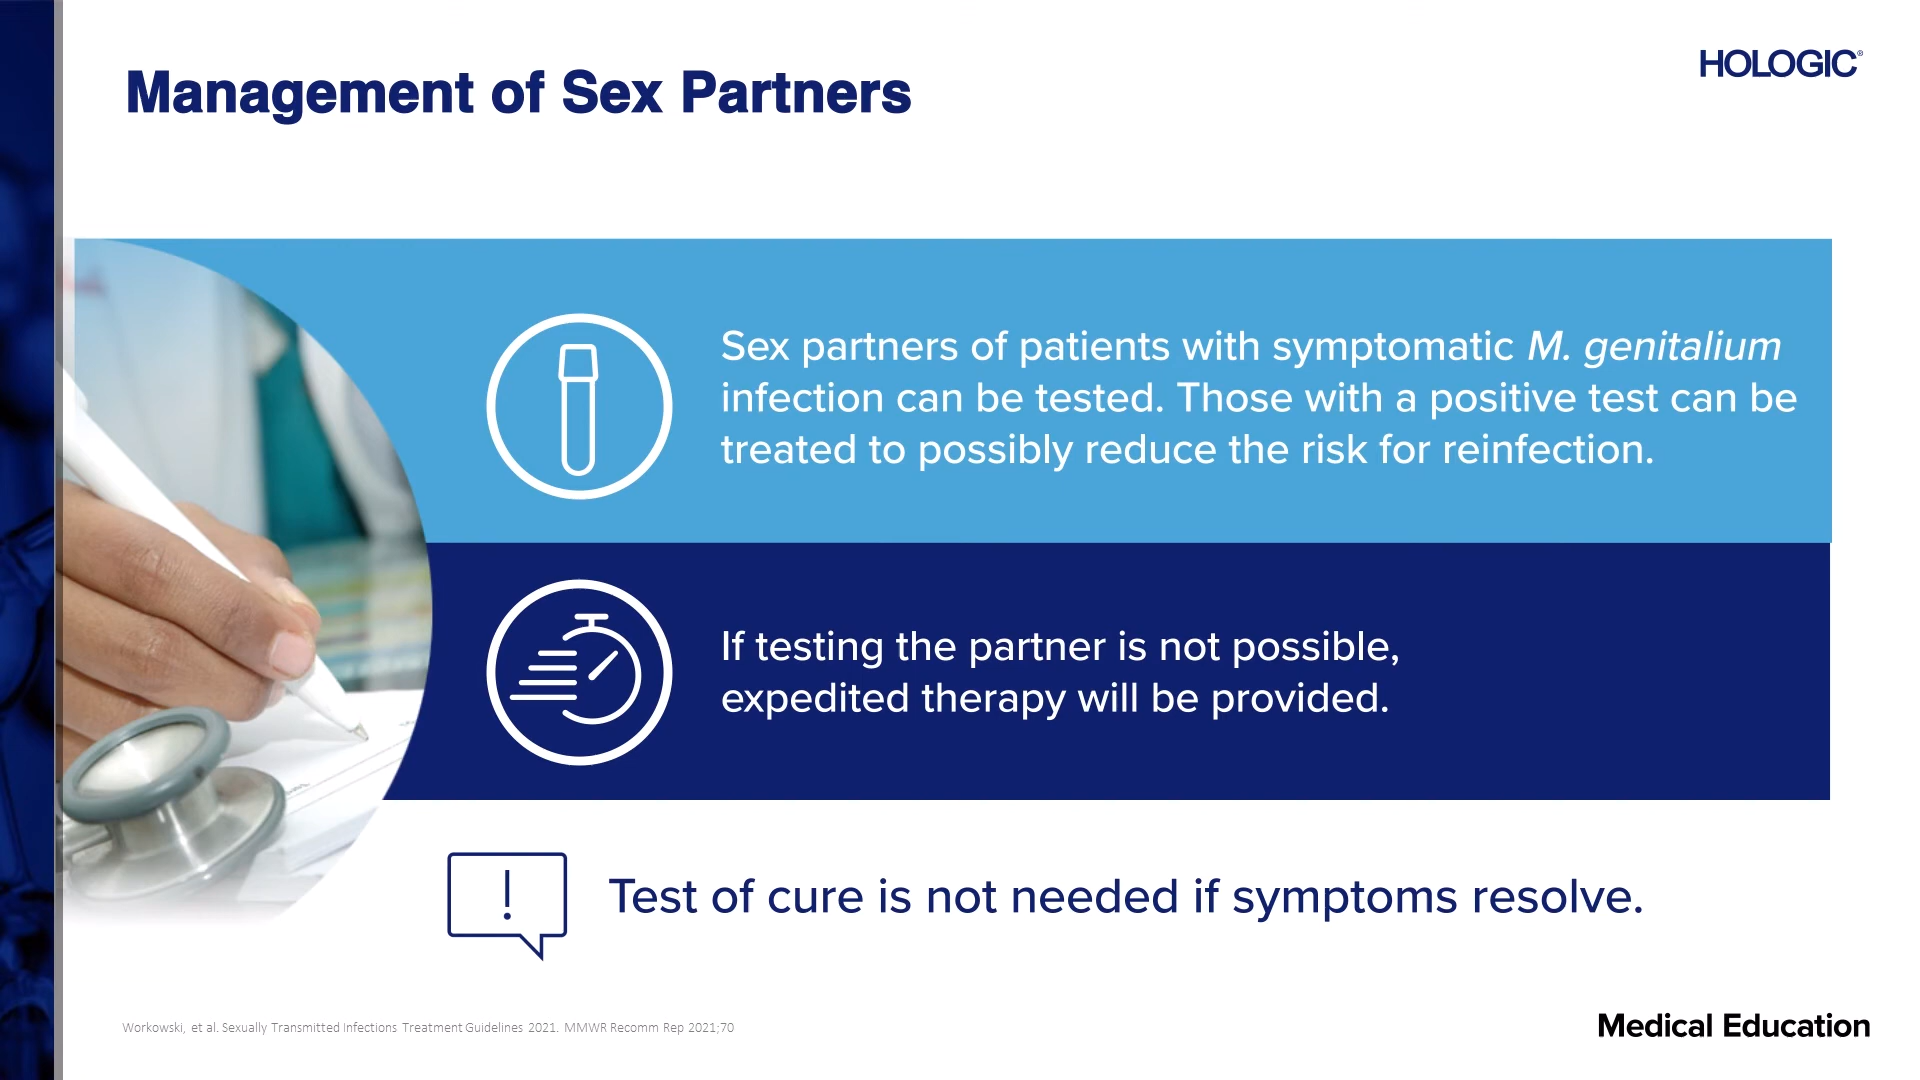 HOLOGIC®
Management of Sex Partners
Sex partners of patients with symptomatic M. genitalium
infection can be tested. Those with a positive test can be
treated to possibly reduce the risk for reinfection.
If testing the partner is not possible,
expedited therapy will be provided.
!
Test of cure is not needed if symptoms resolve.
Workowski, et al. Sexually Transmitted Infections Treatment Guidelines 2021. MMWR Recomm Rep 2021;70
Medical Education